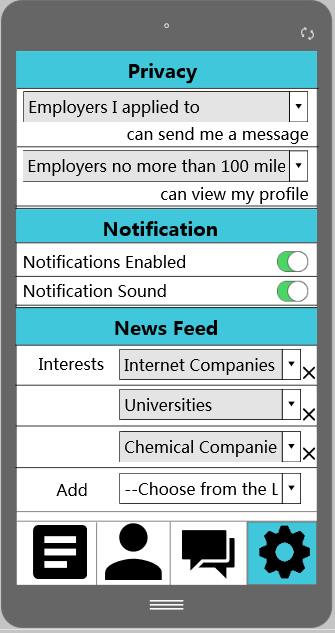 Privacy
Employers I applied to
can send me a message
Employers no more than 100 mile
can view my profile
Notification
Notifications Enabled
Notification Sound
News Feed
Interests Internet Companies
Universities
Chemical Companie
Add --Choose from the L